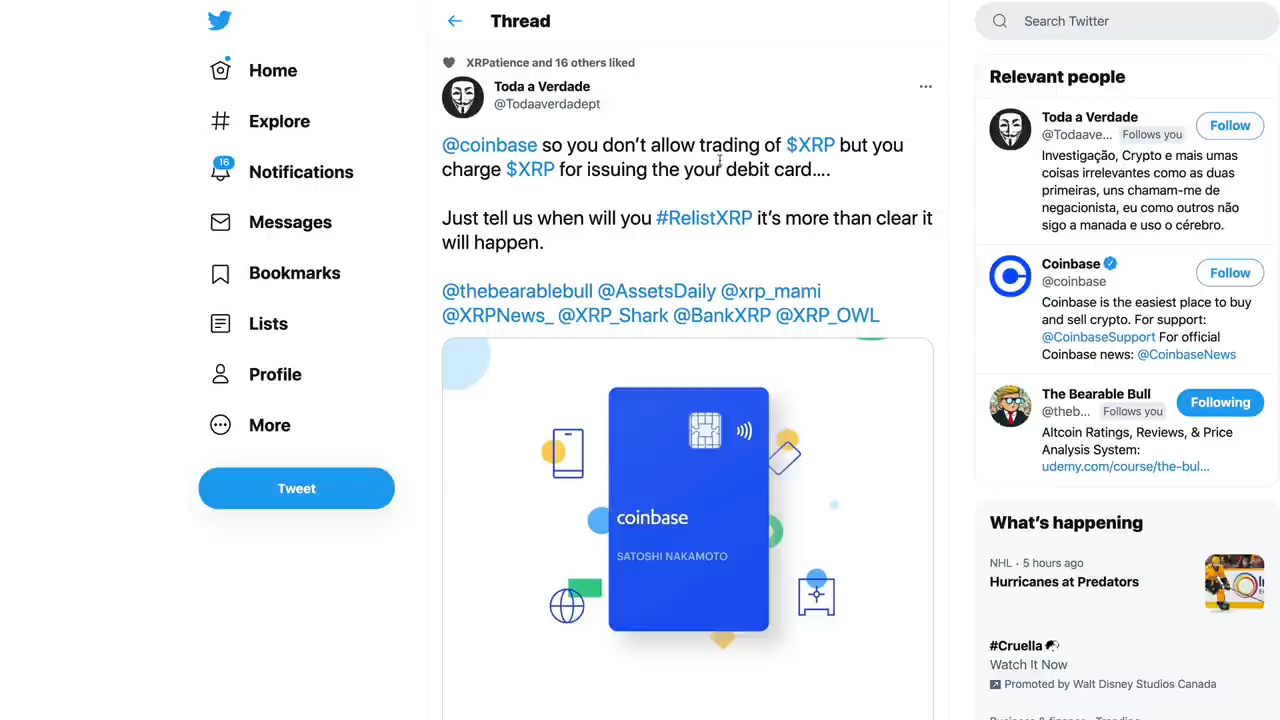 Home
Explore
16
Notifications
Messages
Bookmarks
Lists
Profile
More
Tweet
Thread
XRPatience and 16 others liked
Toda a Verdade
@Todaaverdadept
@coinbase so you don’t allow trading of $XRP but you
charge $XRP for issuing the your debit card....
Just tell us when will you #RelistXRP it’s more than clear it
will happen.
@thebearablebull @AssetsDaily @xrp_mami
@XRPNews_ @XRP_Shark @BankXRP @XRP_OWL
coinbase
SATOSHI NAKAMOTO
Search Twitter
Relevant people
Toda a Verdade
@Todaave... Follows you
Follow
Investigação, Crypto e mais umas
coisas irrelevantes como as duas
primeiras, uns chamam-me de
negacionista, eu como outros não
sigo a manada e uso o cérebro.
Coinbase
@coinbase
Follow
Coinbase is the easiest place to buy
and sell crypto. For support:
@CoinbaseSupport For official
Coinbase news: @CoinbaseNews
The Bearable Bull
@theb... Follows you
Following
Altcoin Ratings, Reviews, & Price
Analysis System:
udemy.com/course/the-bul...
What’s happening
NHL · 5 hours ago
Hurricanes at Predators
#Cruella
Watch It Now
Promoted by Walt Disney Studios Canada